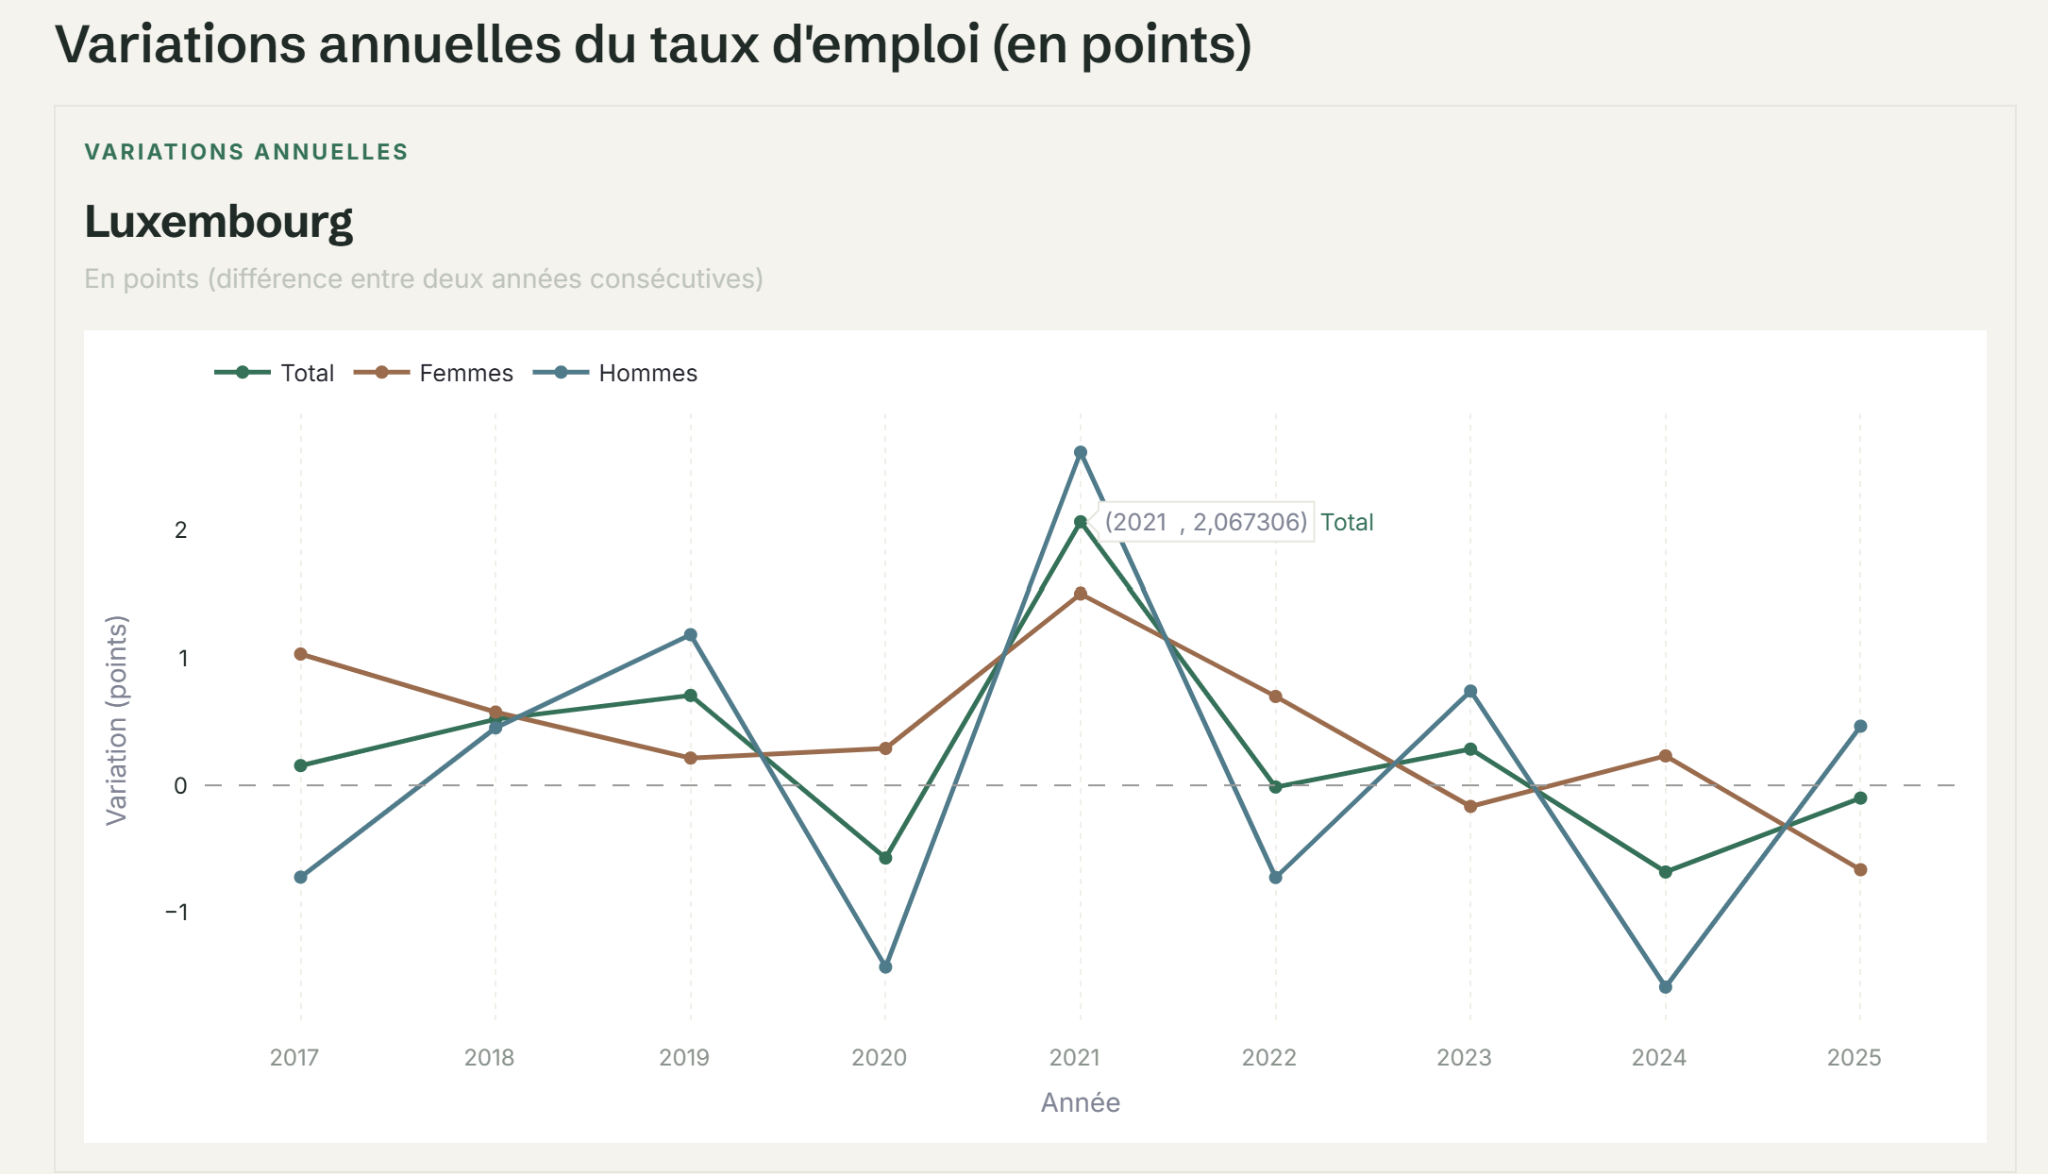 Variations annuelles du taux d'emploi (en points)
VARIATIONS ANNUELLES
Luxembourg
En points (différence entre deux années consécutives)
Total Femmes Hommes
2
(2021 , 2,067306) Total
1
0
−1
Variation (points)
2017 2018 2019 2020 2021 2022 2023 2024 2025
Année